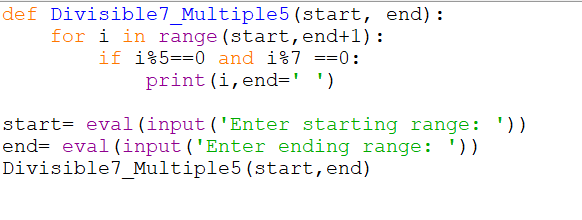 def Divisible7_Multiple5(start, end):
    for i in range(start,end+1):
        if i%5==0 and i%7 ==0:
            print(i,end=' ')
start= eval(input('Enter starting range: '))
end= eval(input('Enter ending range: '))
Divisible7_Multiple5(start,end)